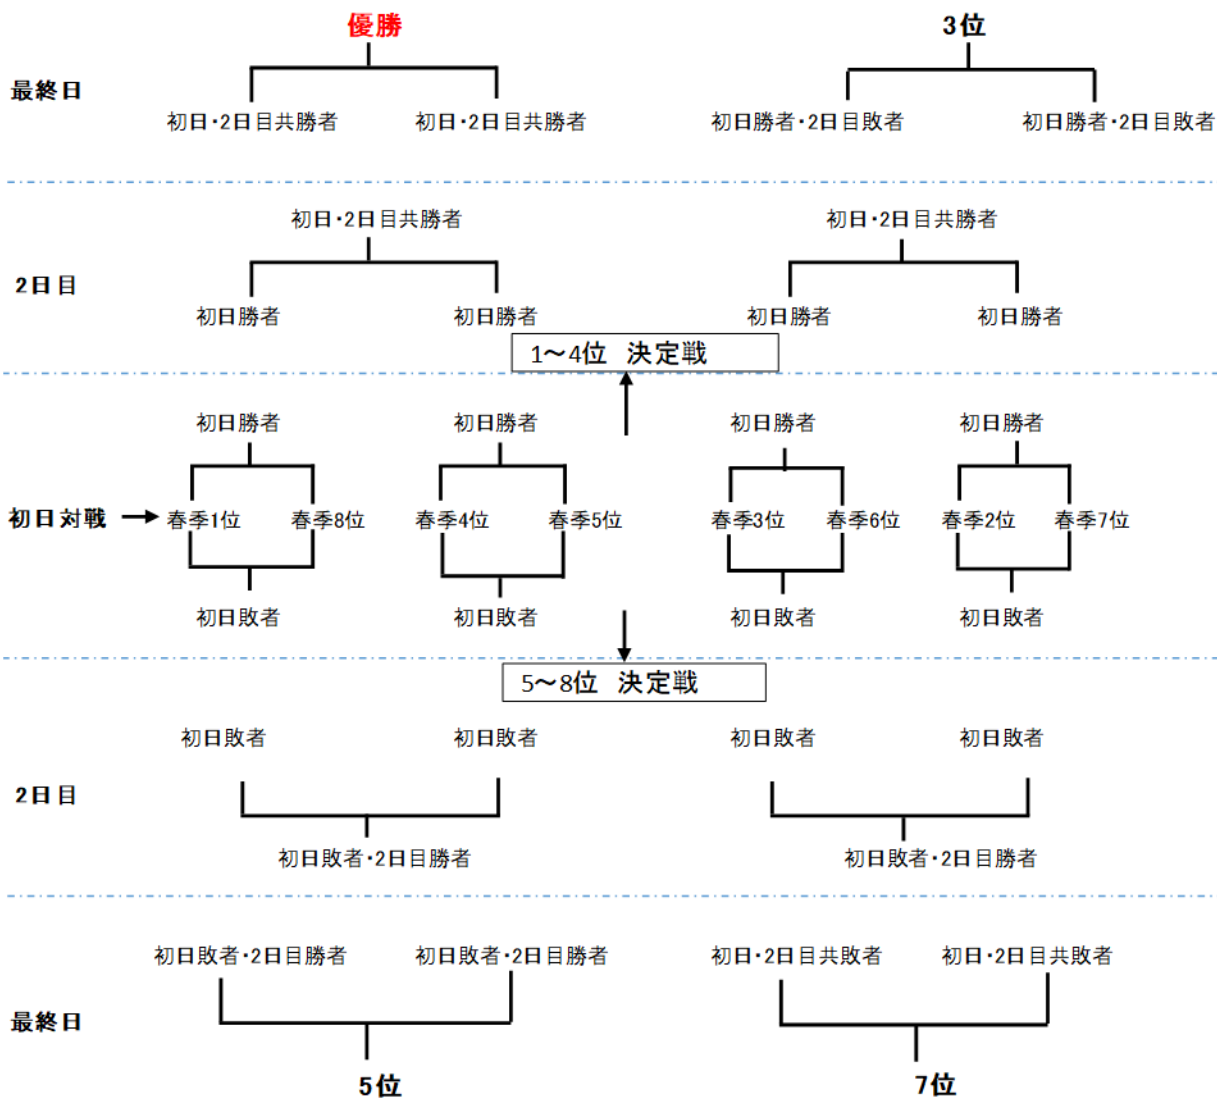 優勝
3位
最終日
初日・2日目共勝者
初日・2日目共勝者
初日勝者・2日目敗者
初日勝者・2日目敗者
初日・2日目共勝者
初日・2日目共勝者
2日目
初日勝者
初日勝者
初日勝者
初日勝者
1～4位 決定戦
初日勝者
初日勝者
初日勝者
初日勝者
初日対戦
春季1位
春季8位
春季4位
春季5位
春季3位
春季6位
春季2位
春季7位
初日敗者
初日敗者
初日敗者
初日敗者
5～8位 決定戦
初日敗者
初日敗者
初日敗者
初日敗者
2日目
初日敗者・2日目勝者
初日敗者・2日目勝者
初日敗者・2日目勝者
初日敗者・2日目勝者
初日・2日目共敗者
初日・2日目共敗者
最終日
5位
7位